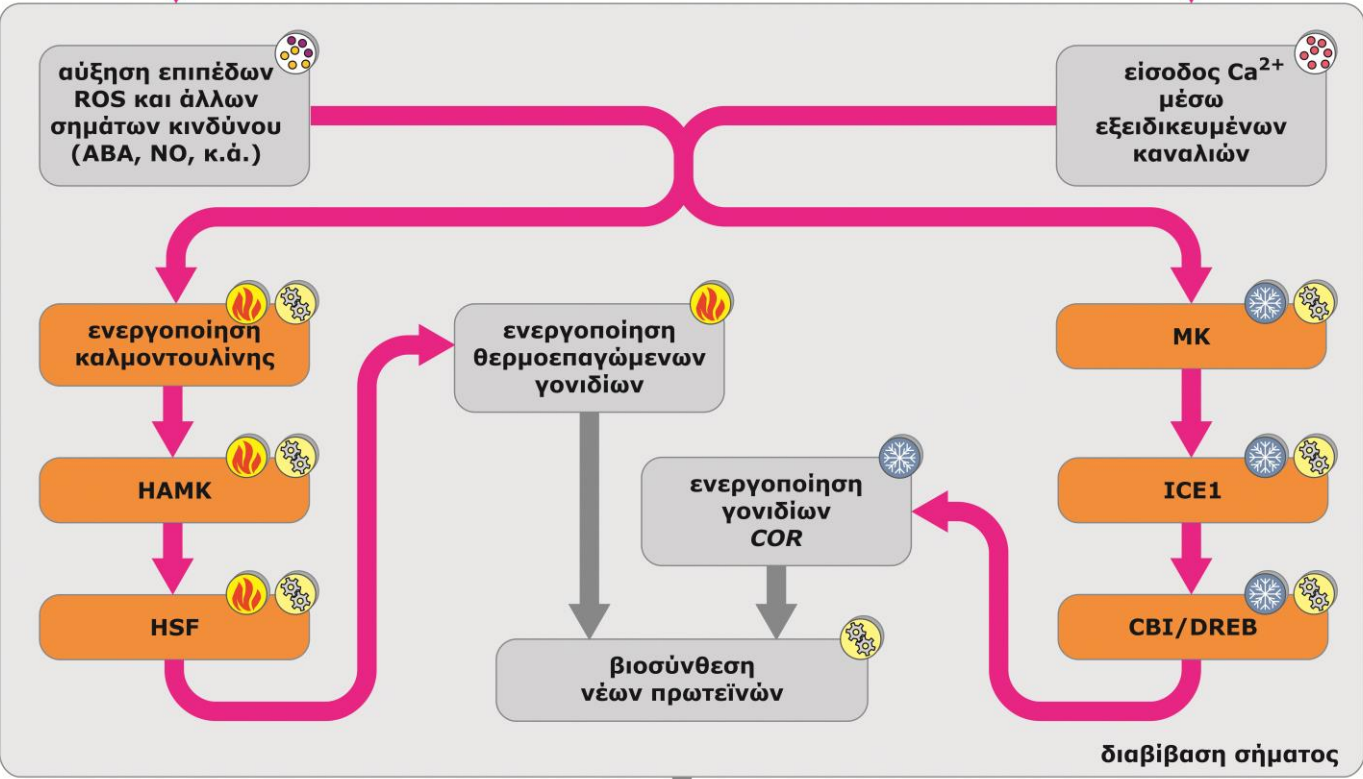 αύξηση επιπέδων
ROS και άλλων
σημάτων κινδύνου
(ABA, NO, κ.ά.)
είσοδος Ca²⁺
μέσω
εξειδικευμένων
καναλιών
ενεργοποίηση
καλμοντουλίνης
ενεργοποίηση
θερμοεπαγώμενων
γονιδίων
MK
HAMK
ενεργοποίηση
γονιδίων
COR
ICE1
HSF
CBI/DREB
βιοσύνθεση
νέων πρωτεϊνών
διαβίβαση σήματος